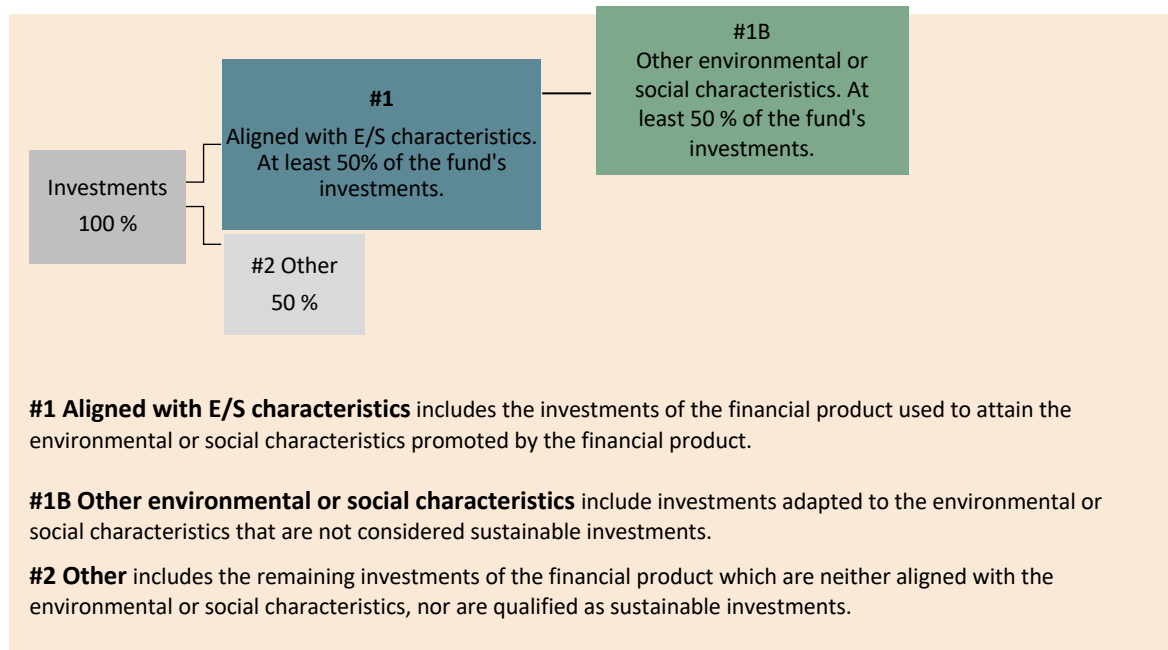 #1B
Other environmental or
social characteristics. At
least 50 % of the fund's
investments.
#1
Aligned with E/S characteristics.
At least 50% of the fund's
investments.
Investments
100 %
#2 Other
50 %
#1 Aligned with E/S characteristics includes the investments of the financial product used to attain the
environmental or social characteristics promoted by the financial product.
#1B Other environmental or social characteristics include investments adapted to the environmental or
social characteristics that are not considered sustainable investments.
#2 Other includes the remaining investments of the financial product which are neither aligned with the
environmental or social characteristics, nor are qualified as sustainable investments.